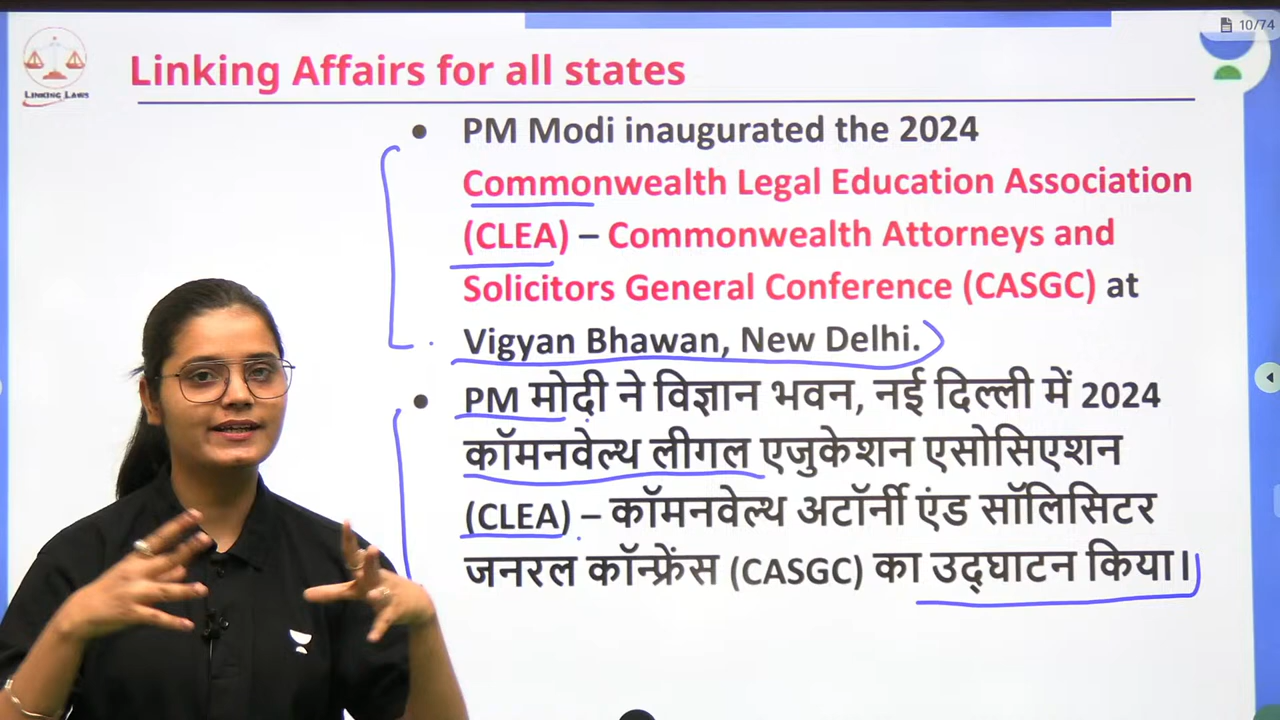 10/74
LINKING LAWS
Linking Affairs for all states
• PM Modi inaugurated the 2024
Commonwealth Legal Education Association
(CLEA) – Commonwealth Attorneys and
Solicitors General Conference (CASGC) at
Vigyan Bhawan, New Delhi.
• PM मोदी ने विज्ञान भवन, नई दिल्ली में 2024
कॉमनवेल्थ लीगल एजुकेशन एसोसिएशन
(CLEA) – कॉमनवेल्थ अटॉर्नी एंड सॉलिसिटर
जनरल कॉन्फ्रेंस (CASGC) का उद्घाटन किया।